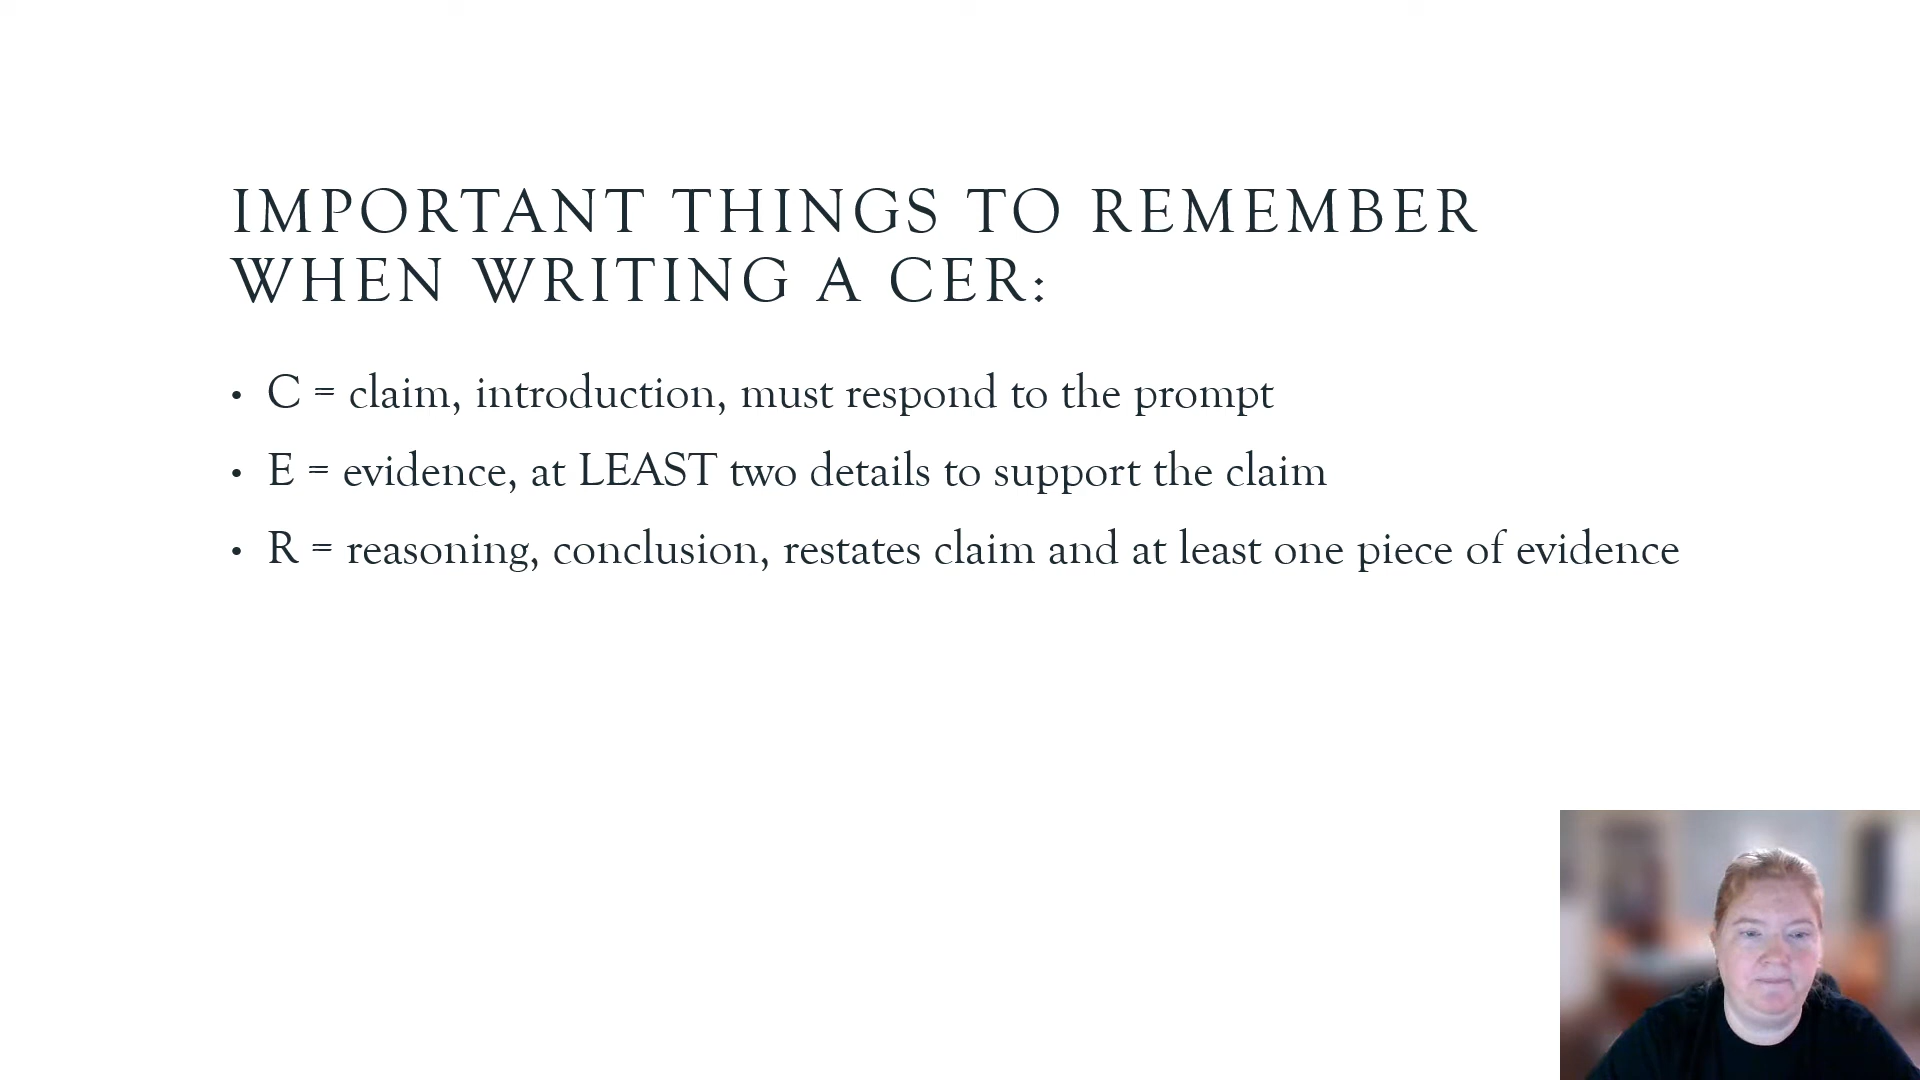 IMPORTANT THINGS TO REMEMBER
WHEN WRITING A CER:
• C = claim, introduction, must respond to the prompt
• E = evidence, at LEAST two details to support the claim
• R = reasoning, conclusion, restates claim and at least one piece of evidence